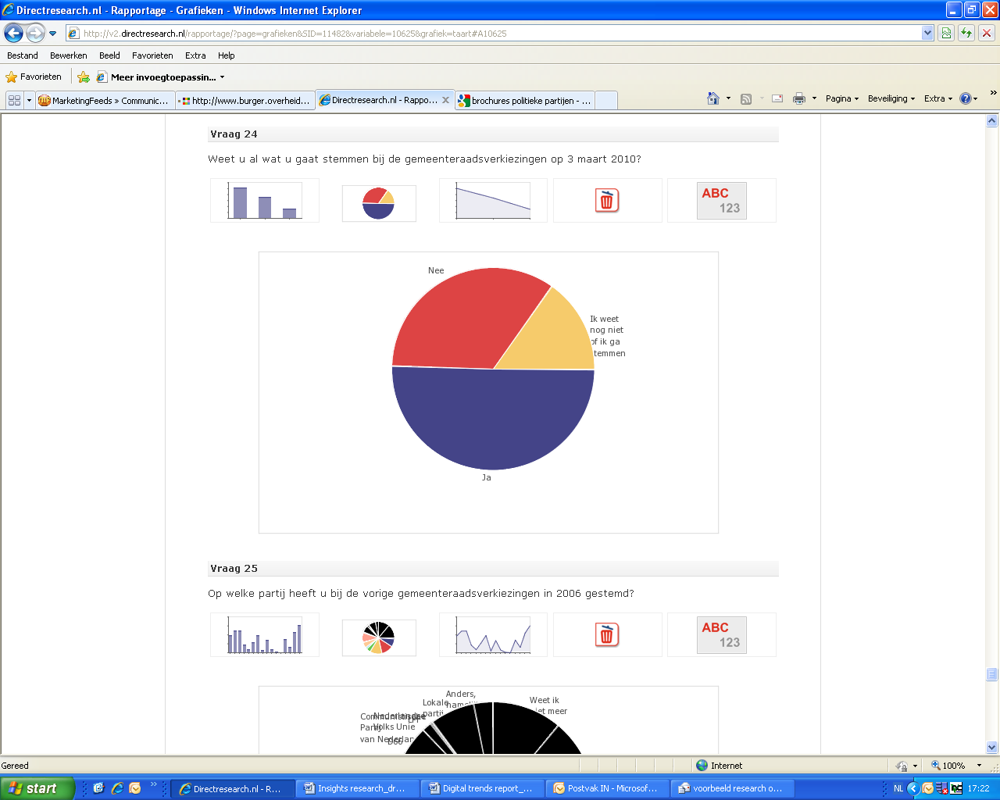 Directresearch.nl - Rapportage - Grafieken - Windows Internet Explorer
http://v2.directresearch.nl/rapportage/?page=grafieken&SID=11482&variabele=10625&grafiek=taart#A10625
Bestand Bewerken Beeld Favorieten Extra Help
Favorieten Meer invoegtoepassin...
MarketingFeeds » Communic... http://www.burger.overheid... Directresearch.nl - Rappo... brochures politieke partijen - ... Pagina Beveiliging Extra »
Vraag 24
Weet u al wat u gaat stemmen bij de gemeenteraadsverkiezingen op 3 maart 2010?
ABC
123
Nee
Ik weet
nog niet
of ik ga
stemmen
Ja
Vraag 25
Op welke partij heeft u bij de vorige gemeenteraadsverkiezingen in 2006 gestemd?
ABC
123
Anders,
Lokale
partij
Weet ik
niet meer
Communistische
Partij
van Nederlan
Nederlandse
Volks Unie
D66
Gereed Internet 100%
start » Directresearch.nl - R... Insights research_dr... Digital trends report_... Postvak IN - Microsof... voorbeeld research o... NL 17:22